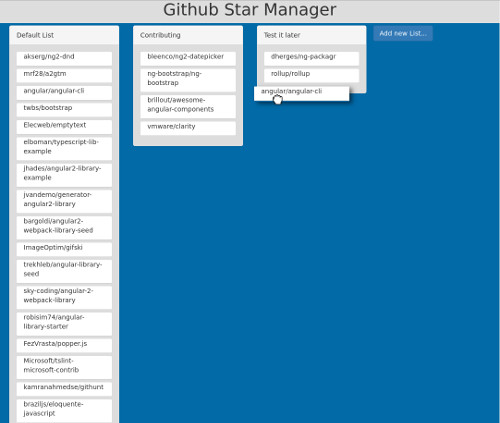 Github Star Manager
Default List
akserg/ng2-dnd
mrf28/a2gtm
angular/angular-cli
twbs/bootstrap
Elecweb/emptytext
elboman/typescript-lib-
example
jhades/angular2-library-
example
jvandemo/generator-
angular2-library
bargoldi/angular2-
webpack-library-seed
ImageOptim/gifski
trekhleb/angular-library-
seed
sky-coding/angular-2-
webpack-library
robisim74/angular-
library-starter
FezVrasta/popper.js
Microsoft/tslint-
microsoft-contrib
kamranahmedse/githunt
braziljs/eloquente-
javascript
Contributing
bleenco/ng2-datepicker
ng-bootstrap/ng-
bootstrap
brillout/awesome-
angular-components
vmware/clarity
Test it later
dherges/ng-packagr
rollup/rollup
angular/angular-cli
Add new List...